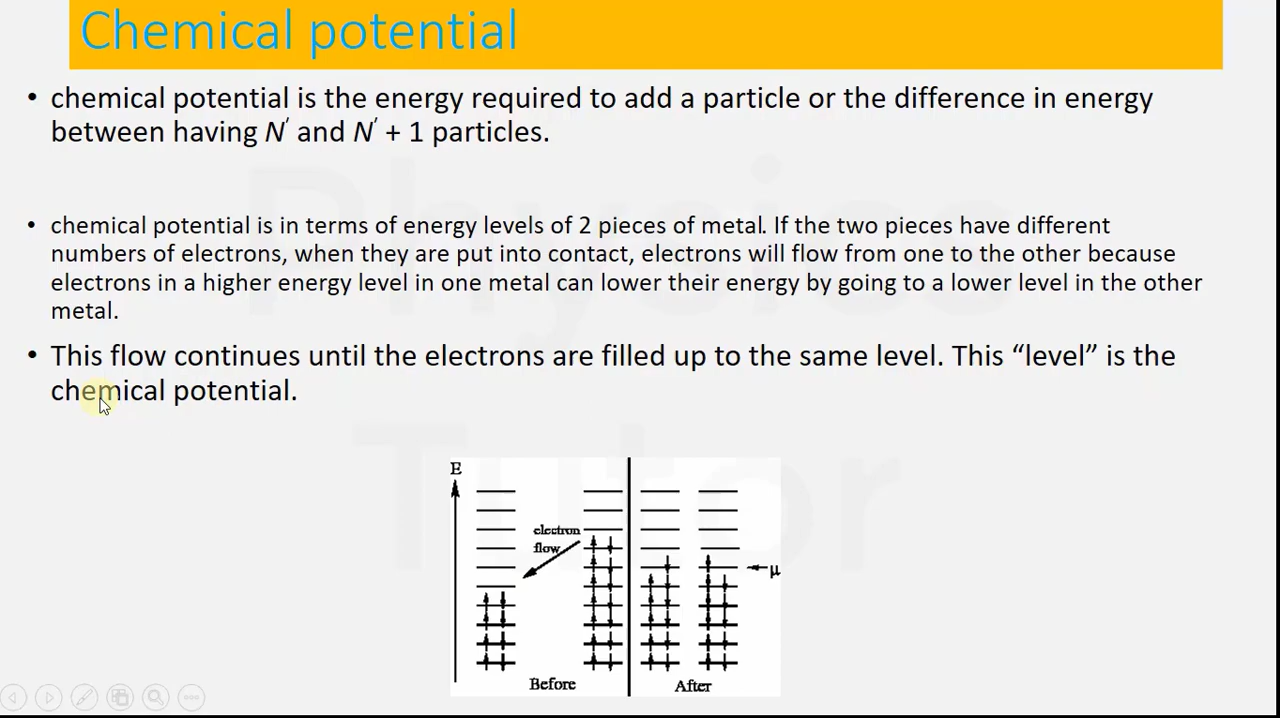 Chemical potential
• chemical potential is the energy required to add a particle or the difference in energy
between having N′ and N′ + 1 particles.
• chemical potential is in terms of energy levels of 2 pieces of metal. If the two pieces have different
numbers of electrons, when they are put into contact, electrons will flow from one to the other because
electrons in a higher energy level in one metal can lower their energy by going to a lower level in the other
metal.
• This flow continues until the electrons are filled up to the same level. This “level” is the
chemical potential.
Physics
Tutor
E
electron
flow
μ
Before
After